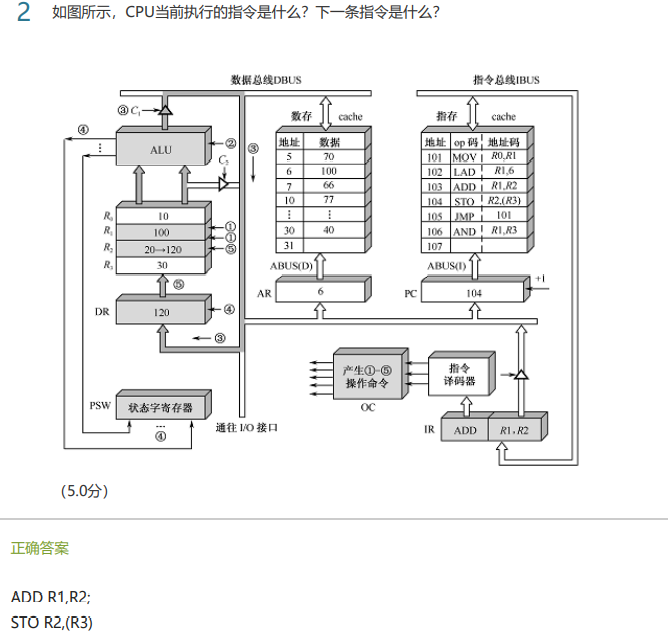 2 如图所示，CPU当前执行的指令是什么？下一条指令是什么？
数据总线DBUS
指令总线IBUS
③ C₁
数存 cache
指存 cache
④
⋮
ALU
②
C₃
③
地址 数据
5 70
6 100
7 66
10 77
⋮ ⋮
30 40
31
地址 op 码 地址码
101 MOV R0,R1
102 LAD R1,6
103 ADD R1,R2
104 STO R2,(R3)
105 JMP 101
106 AND R1,R3
107
R₀ 10
R₁ 100 ①
①
R₂ 20→120 ⑤
R₃ 30
⑤
ABUS(D)
ABUS(I)
AR 6
PC 104
+1
DR 120 ④
③
产生①-⑤
操作命令
OC
指令
译码器
PSW 状态字寄存器
…
④
通往 I/O 接口
IR ADD R1、R2
（5.0分）
正确答案
ADD R1,R2;
STO R2,(R3)